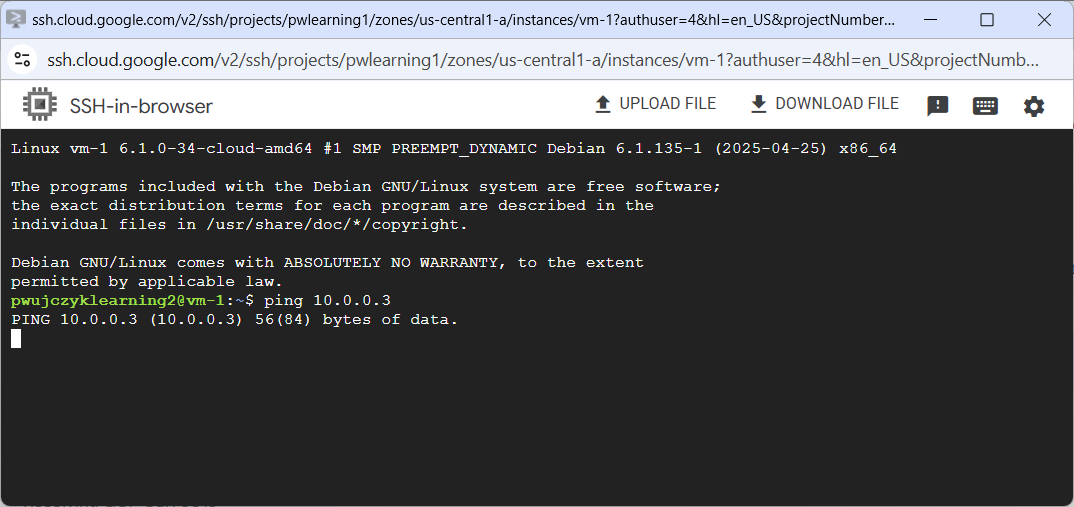 ssh.cloud.google.com/v2/ssh/projects/pwlearning1/zones/us-central1-a/instances/vm-1?authuser=4&hl=en_US&projectNumber...
ssh.cloud.google.com/v2/ssh/projects/pwlearning1/zones/us-central1-a/instances/vm-1?authuser=4&hl=en_US&projectNumb...
SSH-in-browser UPLOAD FILE DOWNLOAD FILE
Linux vm-1 6.1.0-34-cloud-amd64 #1 SMP PREEMPT_DYNAMIC Debian 6.1.135-1 (2025-04-25) x86_64
The programs included with the Debian GNU/Linux system are free software;
the exact distribution terms for each program are described in the
individual files in /usr/share/doc/*/copyright.
Debian GNU/Linux comes with ABSOLUTELY NO WARRANTY, to the extent
permitted by applicable law.
pwujczyklearning2@vm-1:~$ ping 10.0.0.3
PING 10.0.0.3 (10.0.0.3) 56(84) bytes of data.